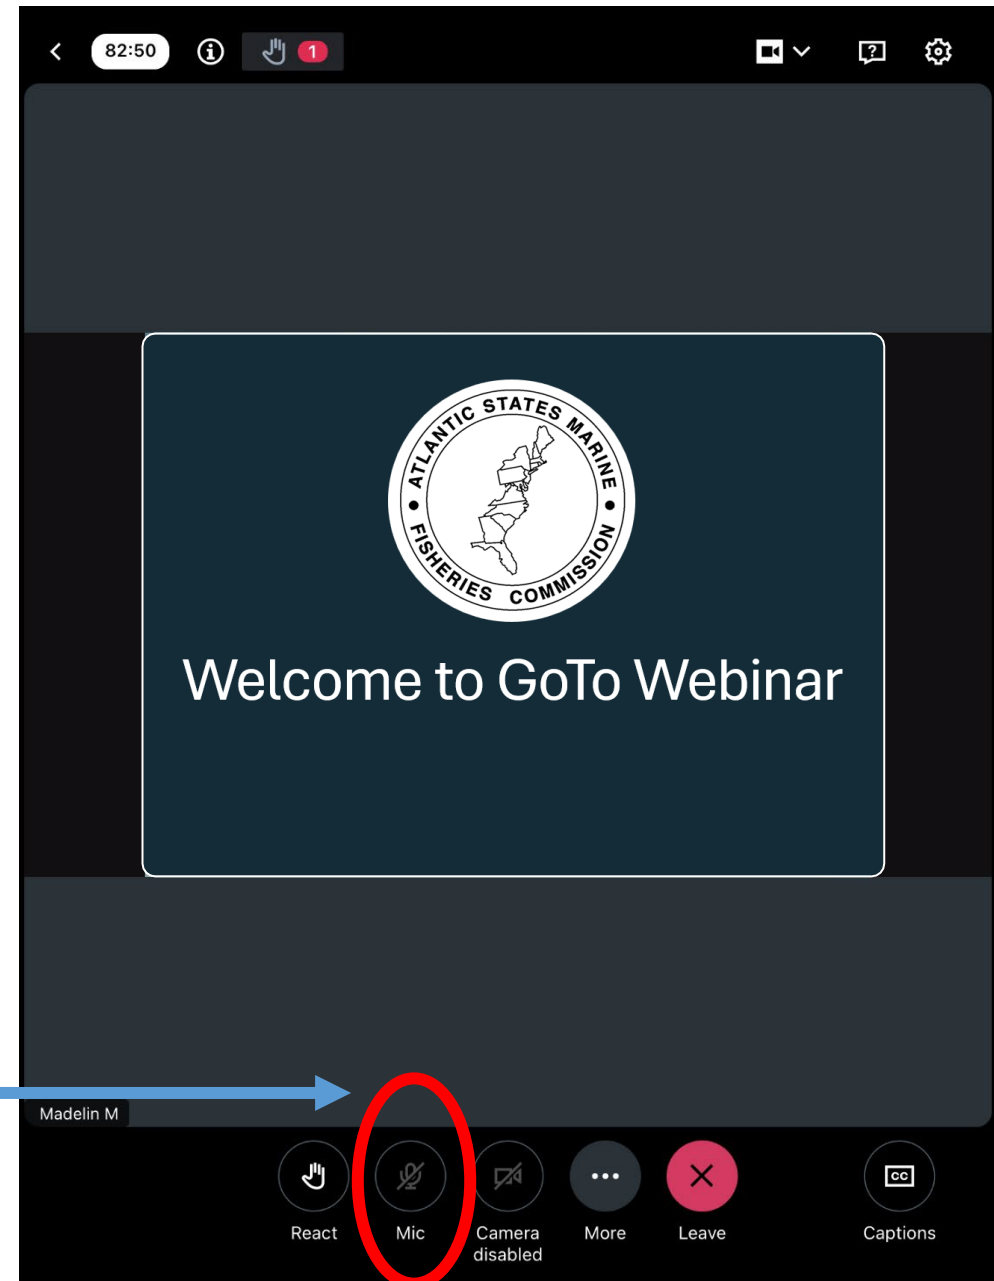 82:50
1
ATLANTIC STATES MARINE
FISHERIES COMMISSION
Welcome to GoTo Webinar
Madelin M
React
Mic
Camera
disabled
More
Leave
CC
Captions